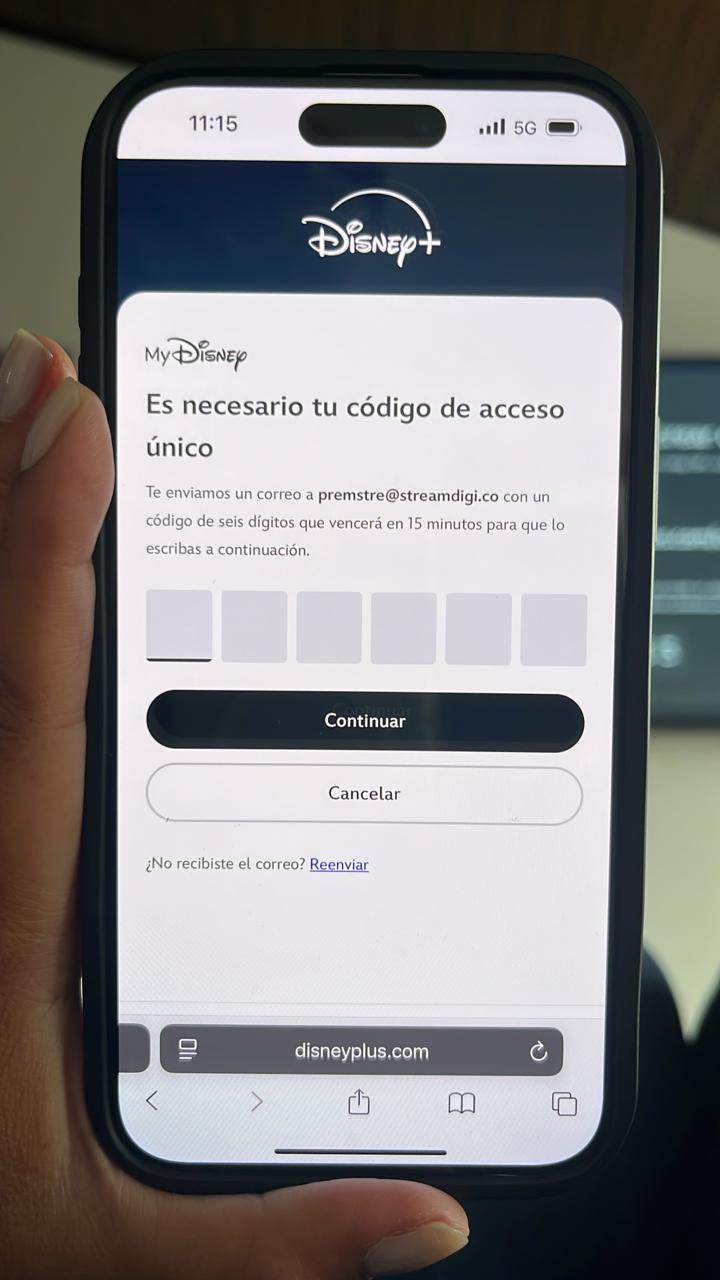 11:15 5G
Disney+
My Disney
Es necesario tu código de acceso
único
Te enviamos un correo a premstre@streamdigi.co con un
código de seis dígitos que vencerá en 15 minutos para que lo
escribas a continuación.
Continuar
Cancelar
¿No recibiste el correo? Reenviar
disneyplus.com